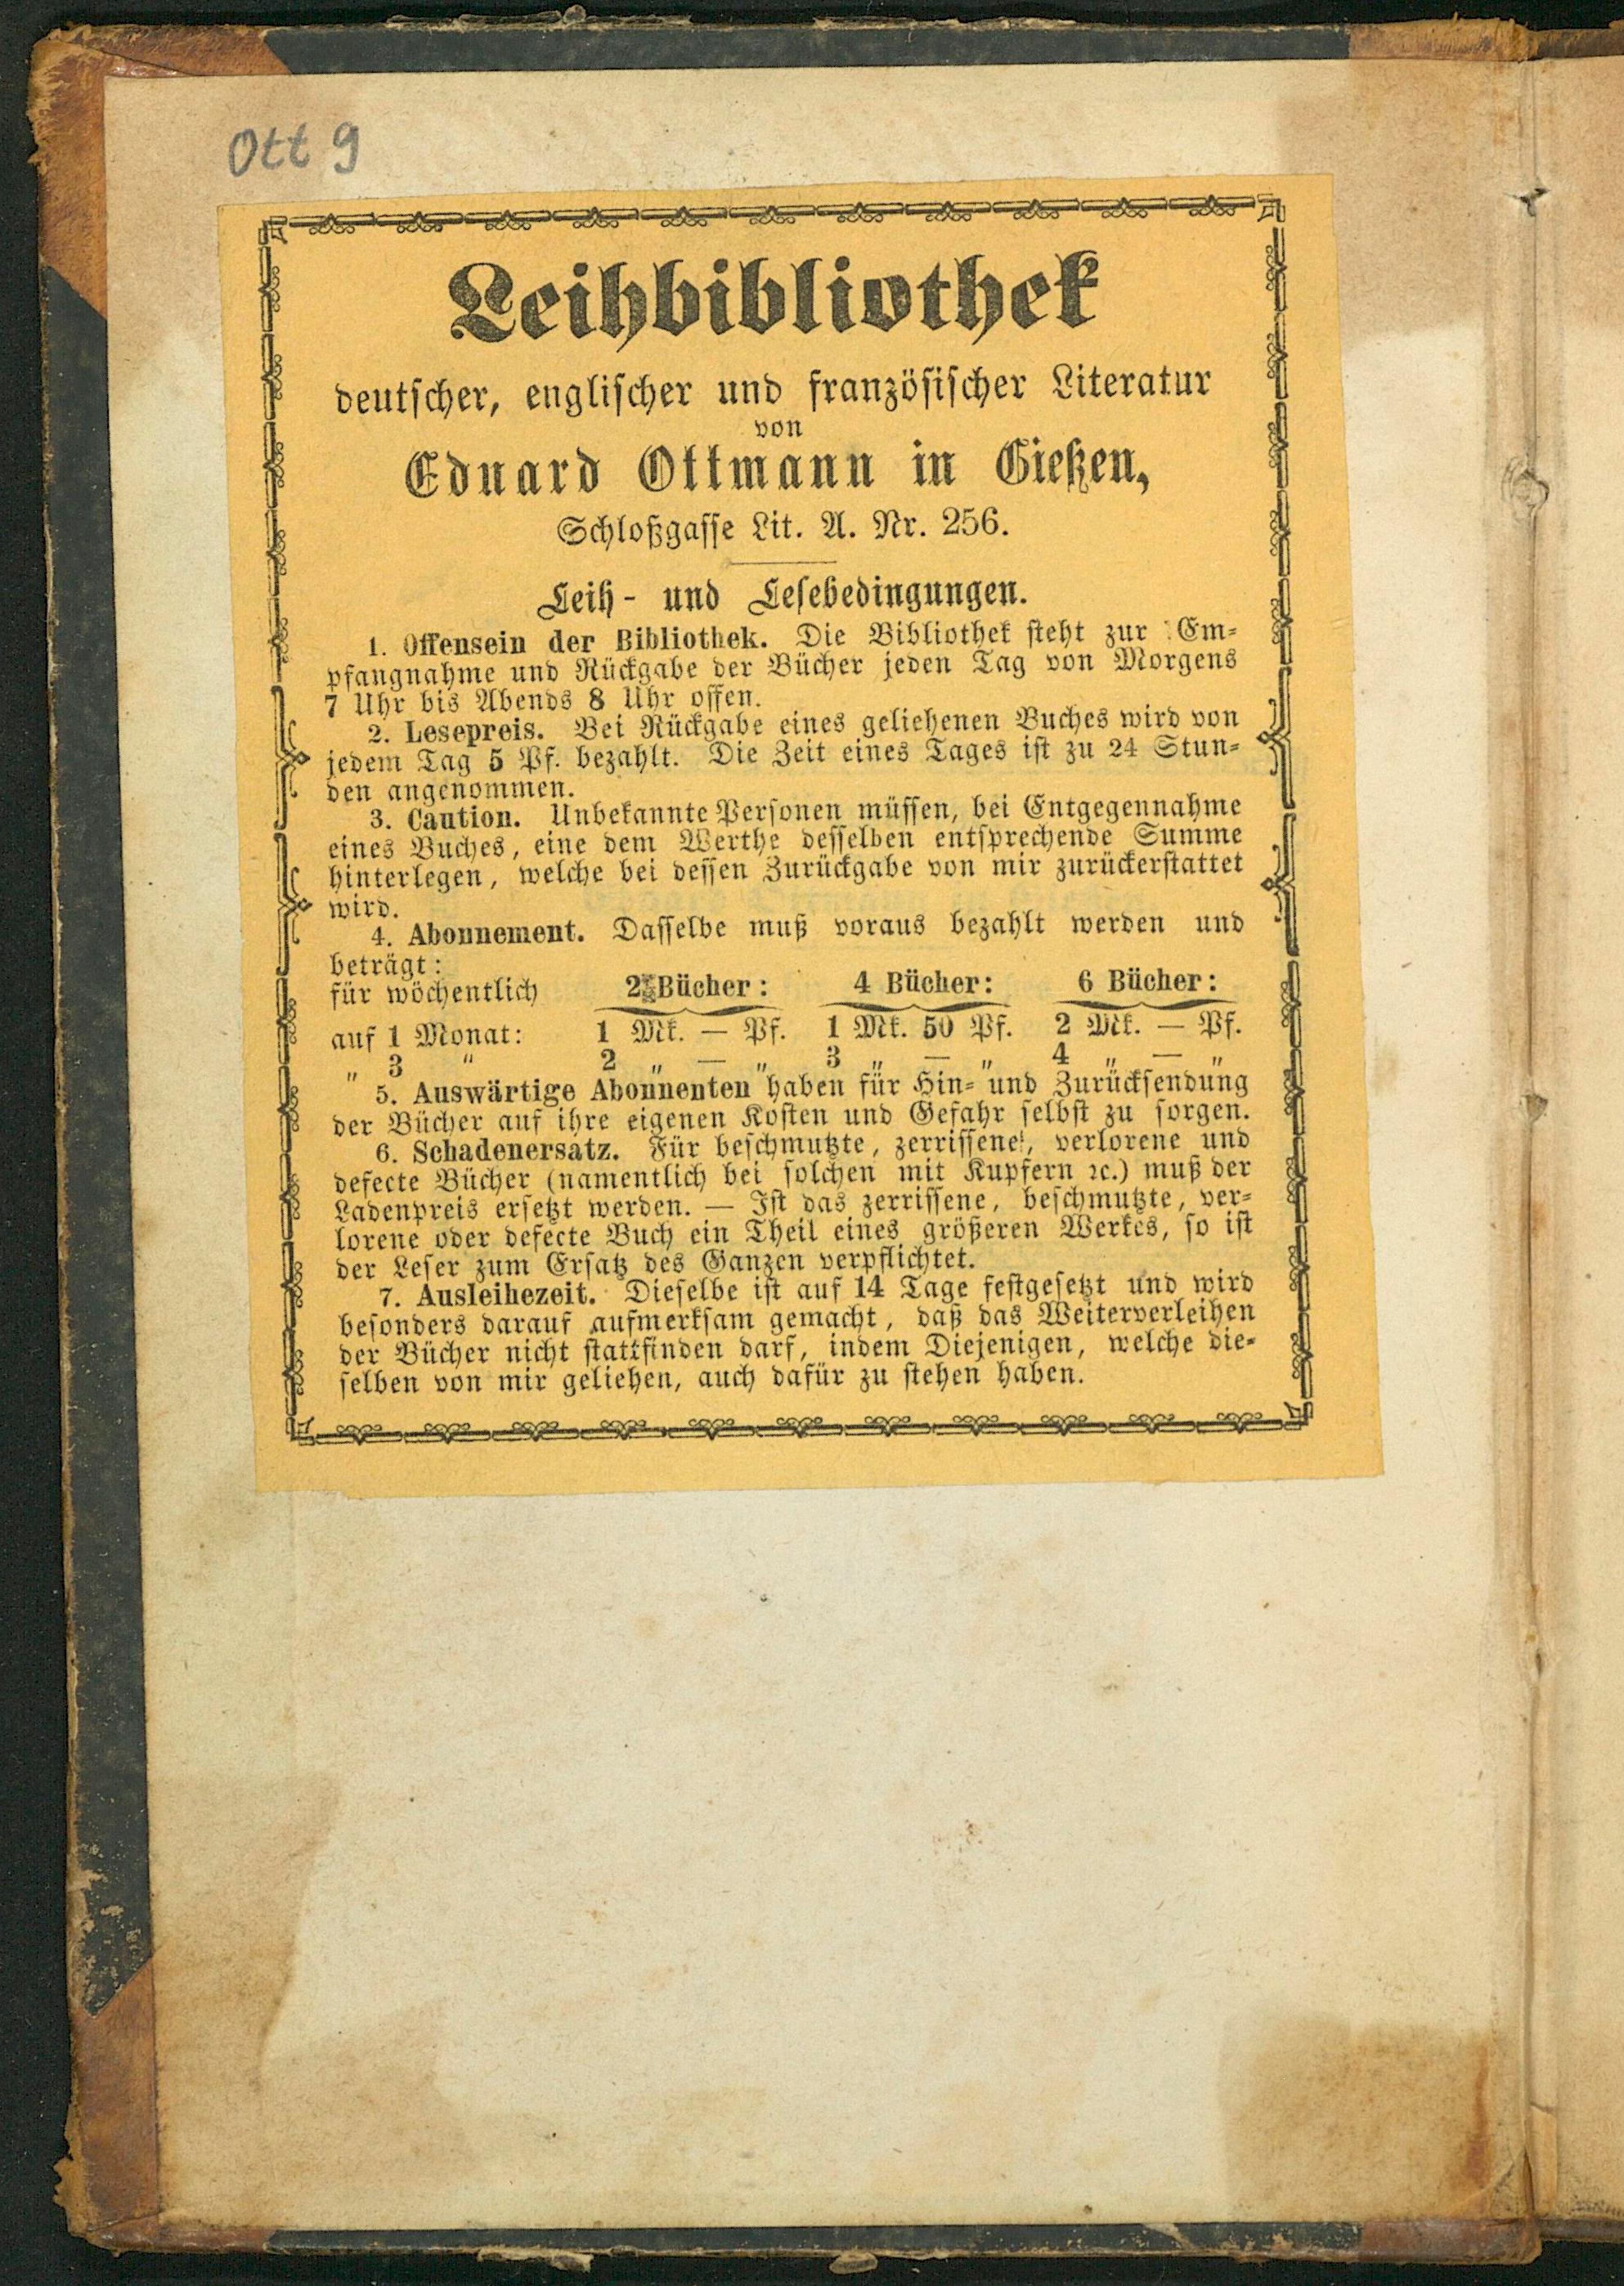 Ott 9
Leihbibliothek
deutscher, englischer und französischer Literatur
von
Eduard Ottmann in Gießen,
Schloßgasse Lit. A. Nr. 256.
Leih- und Lesebedingungen.
1. Offensein der Bibliothek. Die Bibliothek steht zur Em-
pfangnahme und Rückgabe der Bücher jeden Tag von Morgens
7 Uhr bis Abends 8 Uhr offen.
2. Lesepreis. Bei Rückgabe eines geliehenen Buches wird von
jedem Tag 5 Pf. bezahlt. Die Zeit eines Tages ist zu 24 Stun-
den angenommen.
3. Caution. Unbekannte Personen müssen, bei Entgegennahme
eines Buches, eine dem Werthe desselben entsprechende Summe
hinterlegen, welche bei dessen Zurückgabe von mir zurückerstattet
wird.
4. Abonnement. Dasselbe muß voraus bezahlt werden und
beträgt:
für wöchentlich 2 Bücher: 4 Bücher: 6 Bücher:
auf 1 Monat: 1 Mk. — Pf. 1 Mk. 50 Pf. 2 Mk. — Pf.
" 3 " 2 " — " 3 " — " 4 " — "
5. Auswärtige Abonnenten haben für Hin- und Zurücksendung
der Bücher auf ihre eigenen Kosten und Gefahr selbst zu sorgen.
6. Schadenersatz. Für beschmutzte, zerrissene, verlorene und
defecte Bücher (namentlich bei solchen mit Kupfern ꝛc.) muß der
Ladenpreis ersetzt werden. — Ist das zerrissene, beschmutzte, ver-
lorene oder defecte Buch ein Theil eines größeren Werkes, so ist
der Leser zum Ersatz des Ganzen verpflichtet.
7. Ausleihezeit. Dieselbe ist auf 14 Tage festgesetzt und wird
besonders darauf aufmerksam gemacht, daß das Weiterverleihen
der Bücher nicht stattfinden darf, indem Diejenigen, welche die-
selben von mir geliehen, auch dafür zu stehen haben.